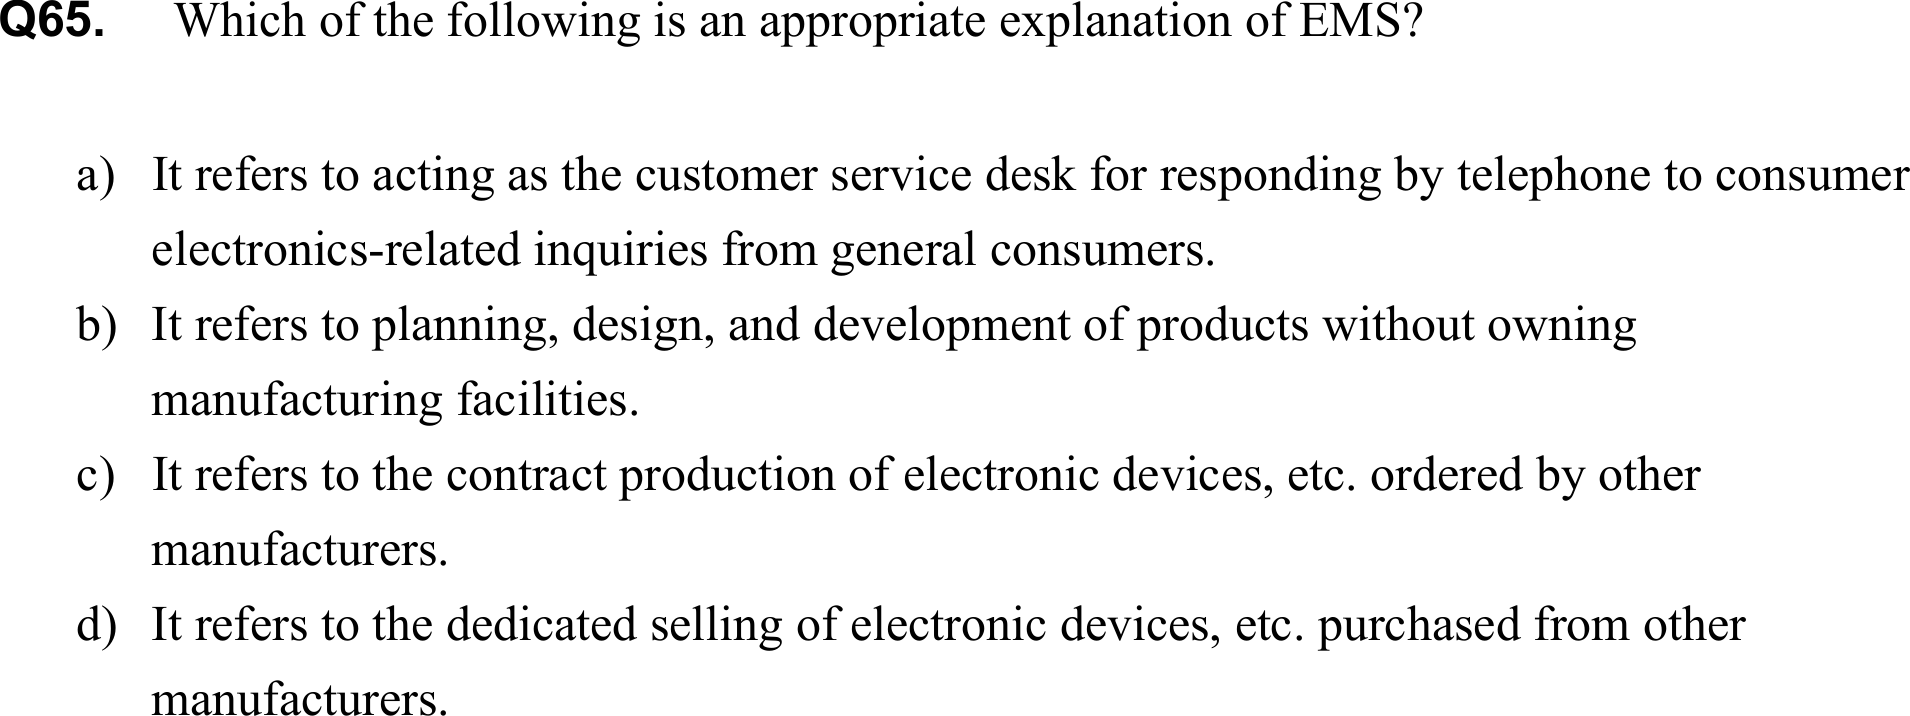 Q65. Which of the following is an appropriate explanation of EMS?
a) It refers to acting as the customer service desk for responding by telephone to consumer
electronics-related inquiries from general consumers.
b) It refers to planning, design, and development of products without owning
manufacturing facilities.
c) It refers to the contract production of electronic devices, etc. ordered by other
manufacturers.
d) It refers to the dedicated selling of electronic devices, etc. purchased from other
manufacturers.